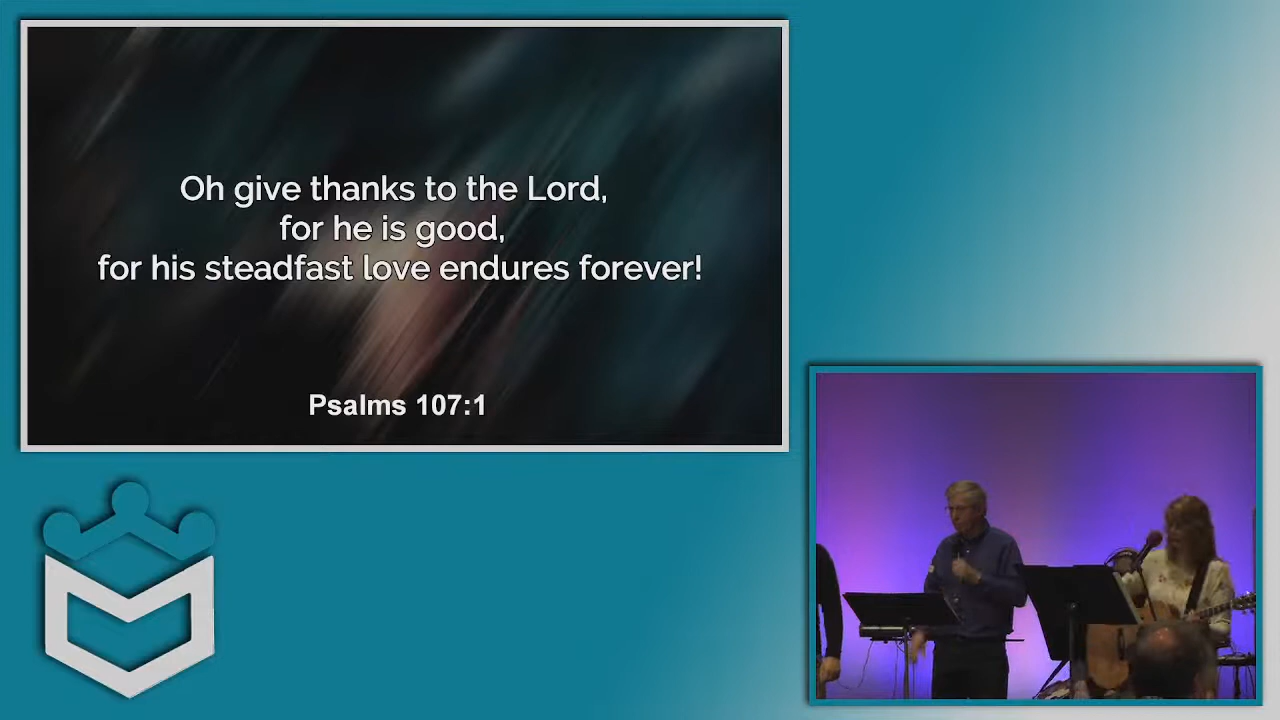 Oh give thanks to the Lord,
for he is good,
for his steadfast love endures forever!
Psalms 107:1